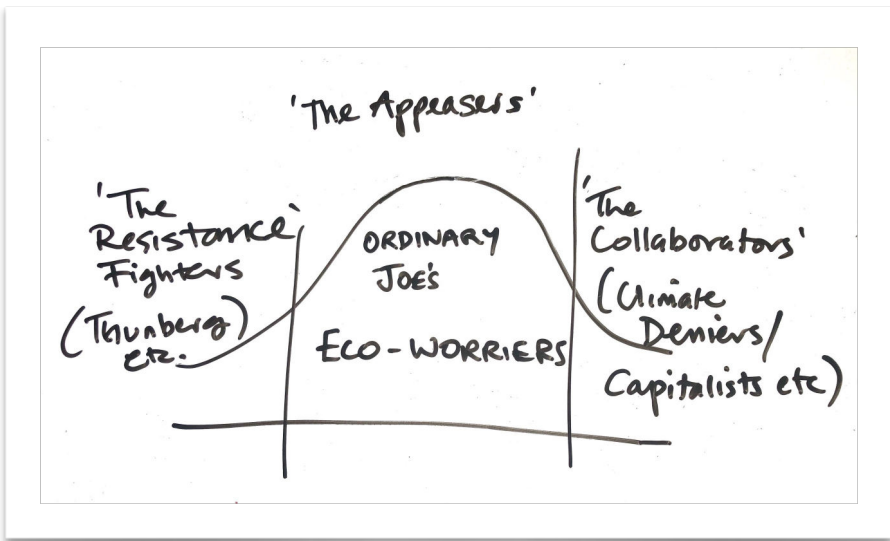 'The Appeasers'
'The
Resistance'
Fighters
(Thunberg)
etc.
ORDINARY
JOE'S
ECO-WORRIERS
'The
Collaborators'
(Climate
Deniers/
Capitalists etc)